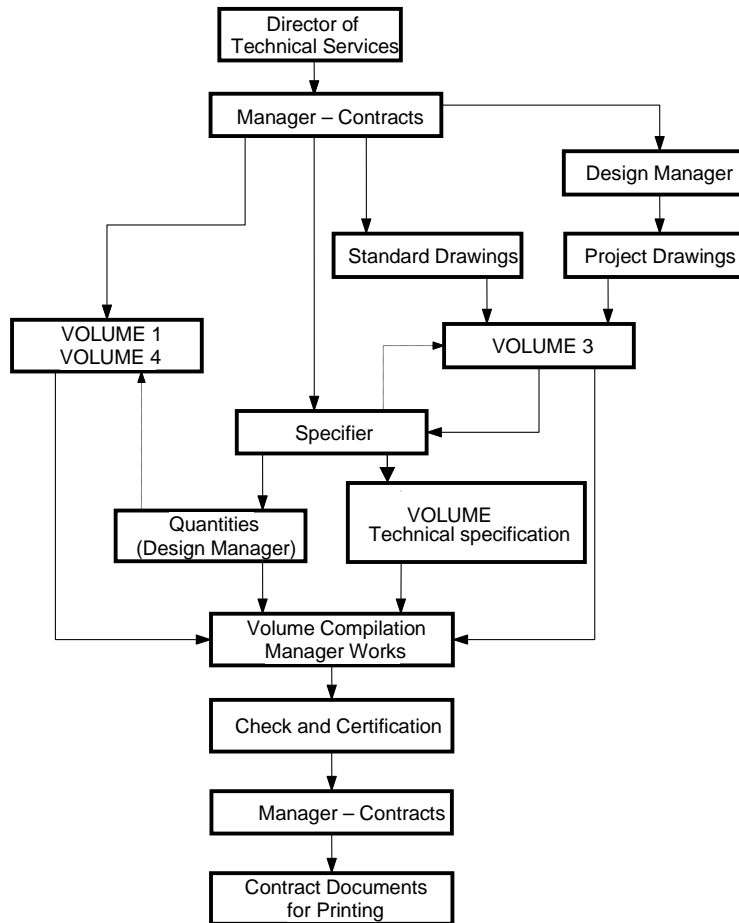 Director of
Technical Services
Manager – Contracts
Design Manager
Standard Drawings
Project Drawings
VOLUME 1
VOLUME 4
VOLUME 3
Specifier
Quantities
(Design Manager)
VOLUME
Technical specification
Volume Compilation
Manager Works
Check and Certification
Manager – Contracts
Contract Documents
for Printing